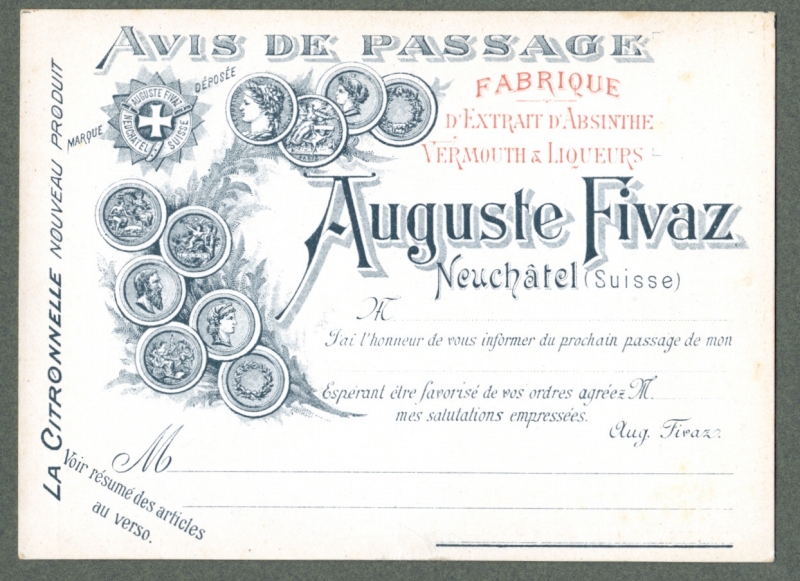 AVIS DE PASSAGE
MARQUE DÉPOSÉE
AUGUSTE FIVAZ
NEUCHATEL SUISSE
FABRIQUE
D'EXTRAIT D'ABSINTHE
VERMOUTH & LIQUEURS
Auguste Fivaz
Neuchâtel (Suisse)
M
J'ai l'honneur de vous informer du prochain passage de mon
Espérant être favorisé de vos ordres agréez M.
mes salutations empressées.
Aug. Fivaz.
LA CITRONNELLE NOUVEAU PRODUIT
M
Voir résumé des articles
au verso.